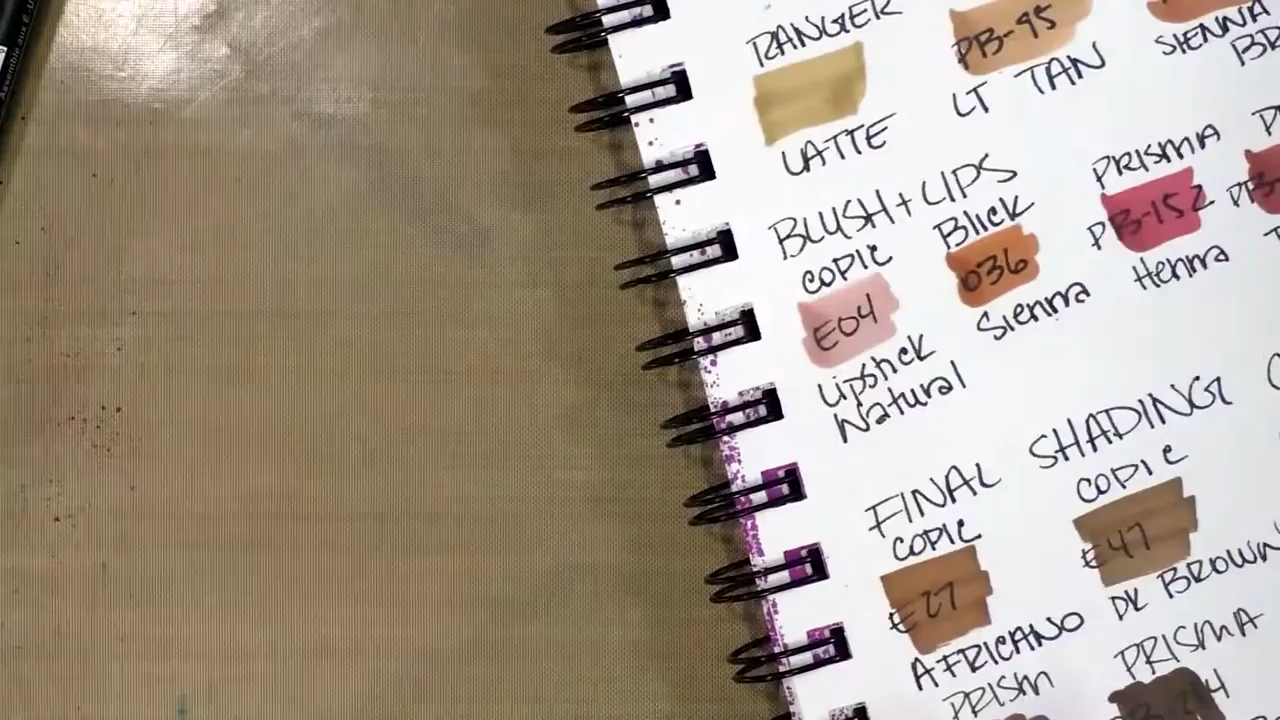 RANGER
PB-95
SIENNA
LATTE
LT TAN
BLUSH + LIPS
COPIC Blick PRISMA
E04 036 PB-152
Lipstick Natural
Sienna
Henna
FINAL SHADING
COPIC COPIC
E27 E47
AFRICANO DK BROWN
PRISM PRISMA